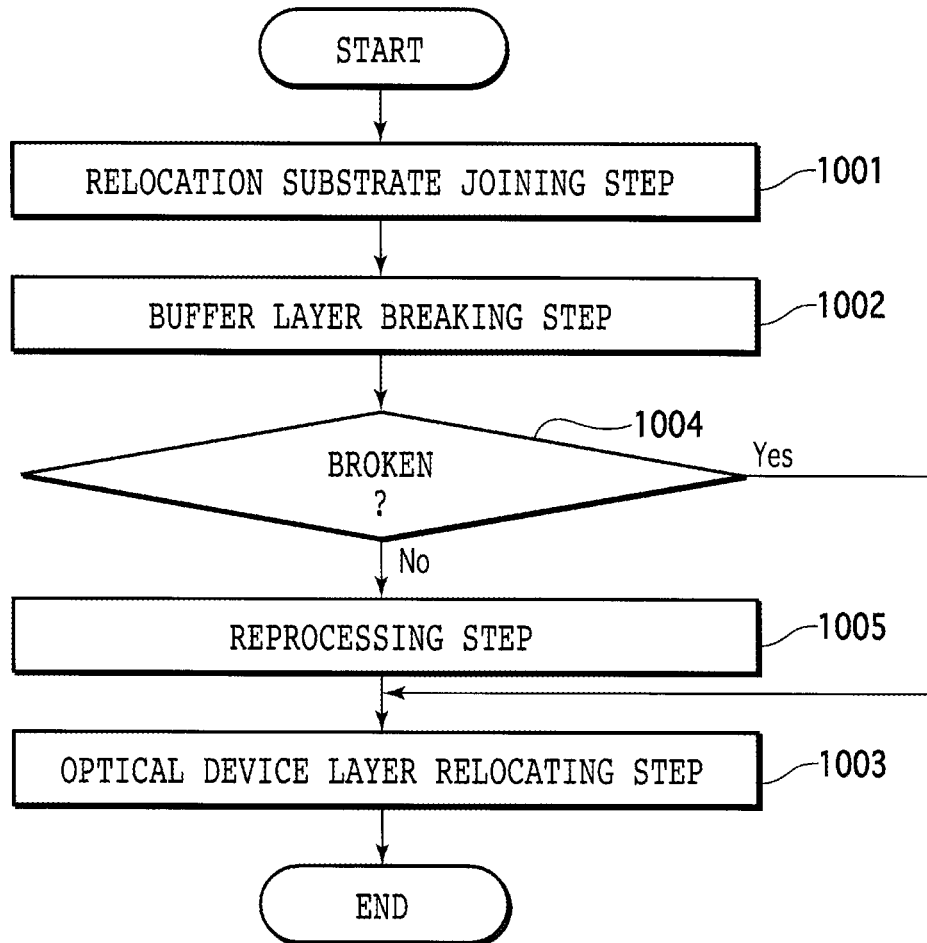 START
RELOCATION SUBSTRATE JOINING STEP
1001
BUFFER LAYER BREAKING STEP
1002
1004
BROKEN
?
Yes
No
REPROCESSING STEP
1005
OPTICAL DEVICE LAYER RELOCATING STEP
1003
END